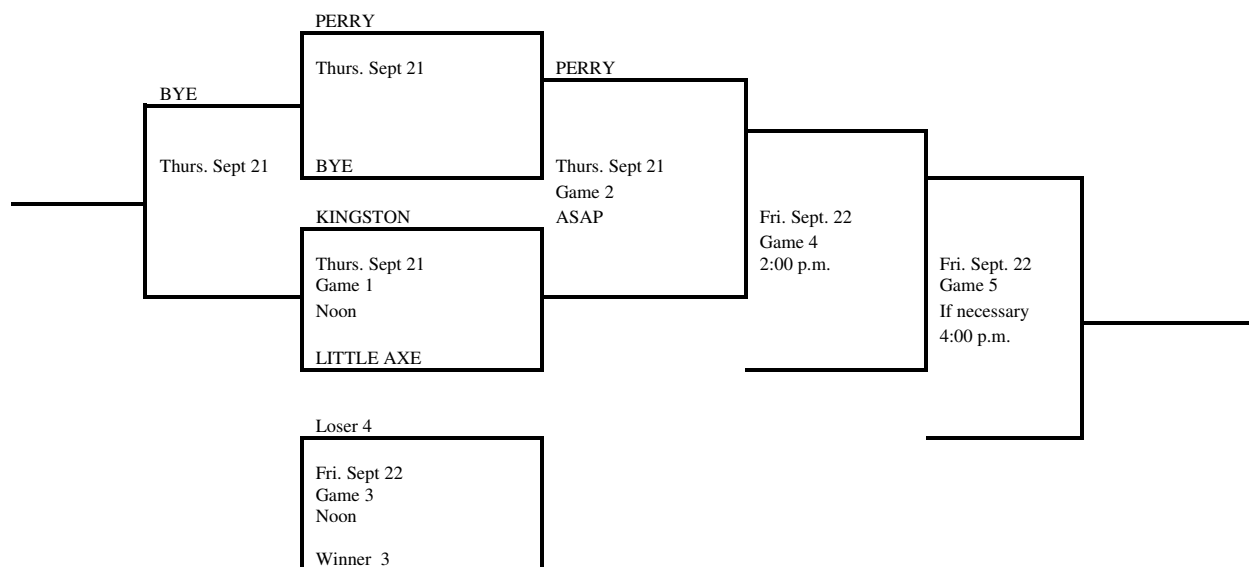 PERRY
Thurs. Sept 21
PERRY
BYE
Thurs. Sept 21
BYE
Thurs. Sept 21
Game 2
ASAP
KINGSTON
Fri. Sept. 22
Game 4
2:00 p.m.
Thurs. Sept 21
Game 1
Noon
Fri. Sept. 22
Game 5
If necessary
4:00 p.m.
LITTLE AXE
Loser 4
Fri. Sept 22
Game 3
Noon
Winner 3